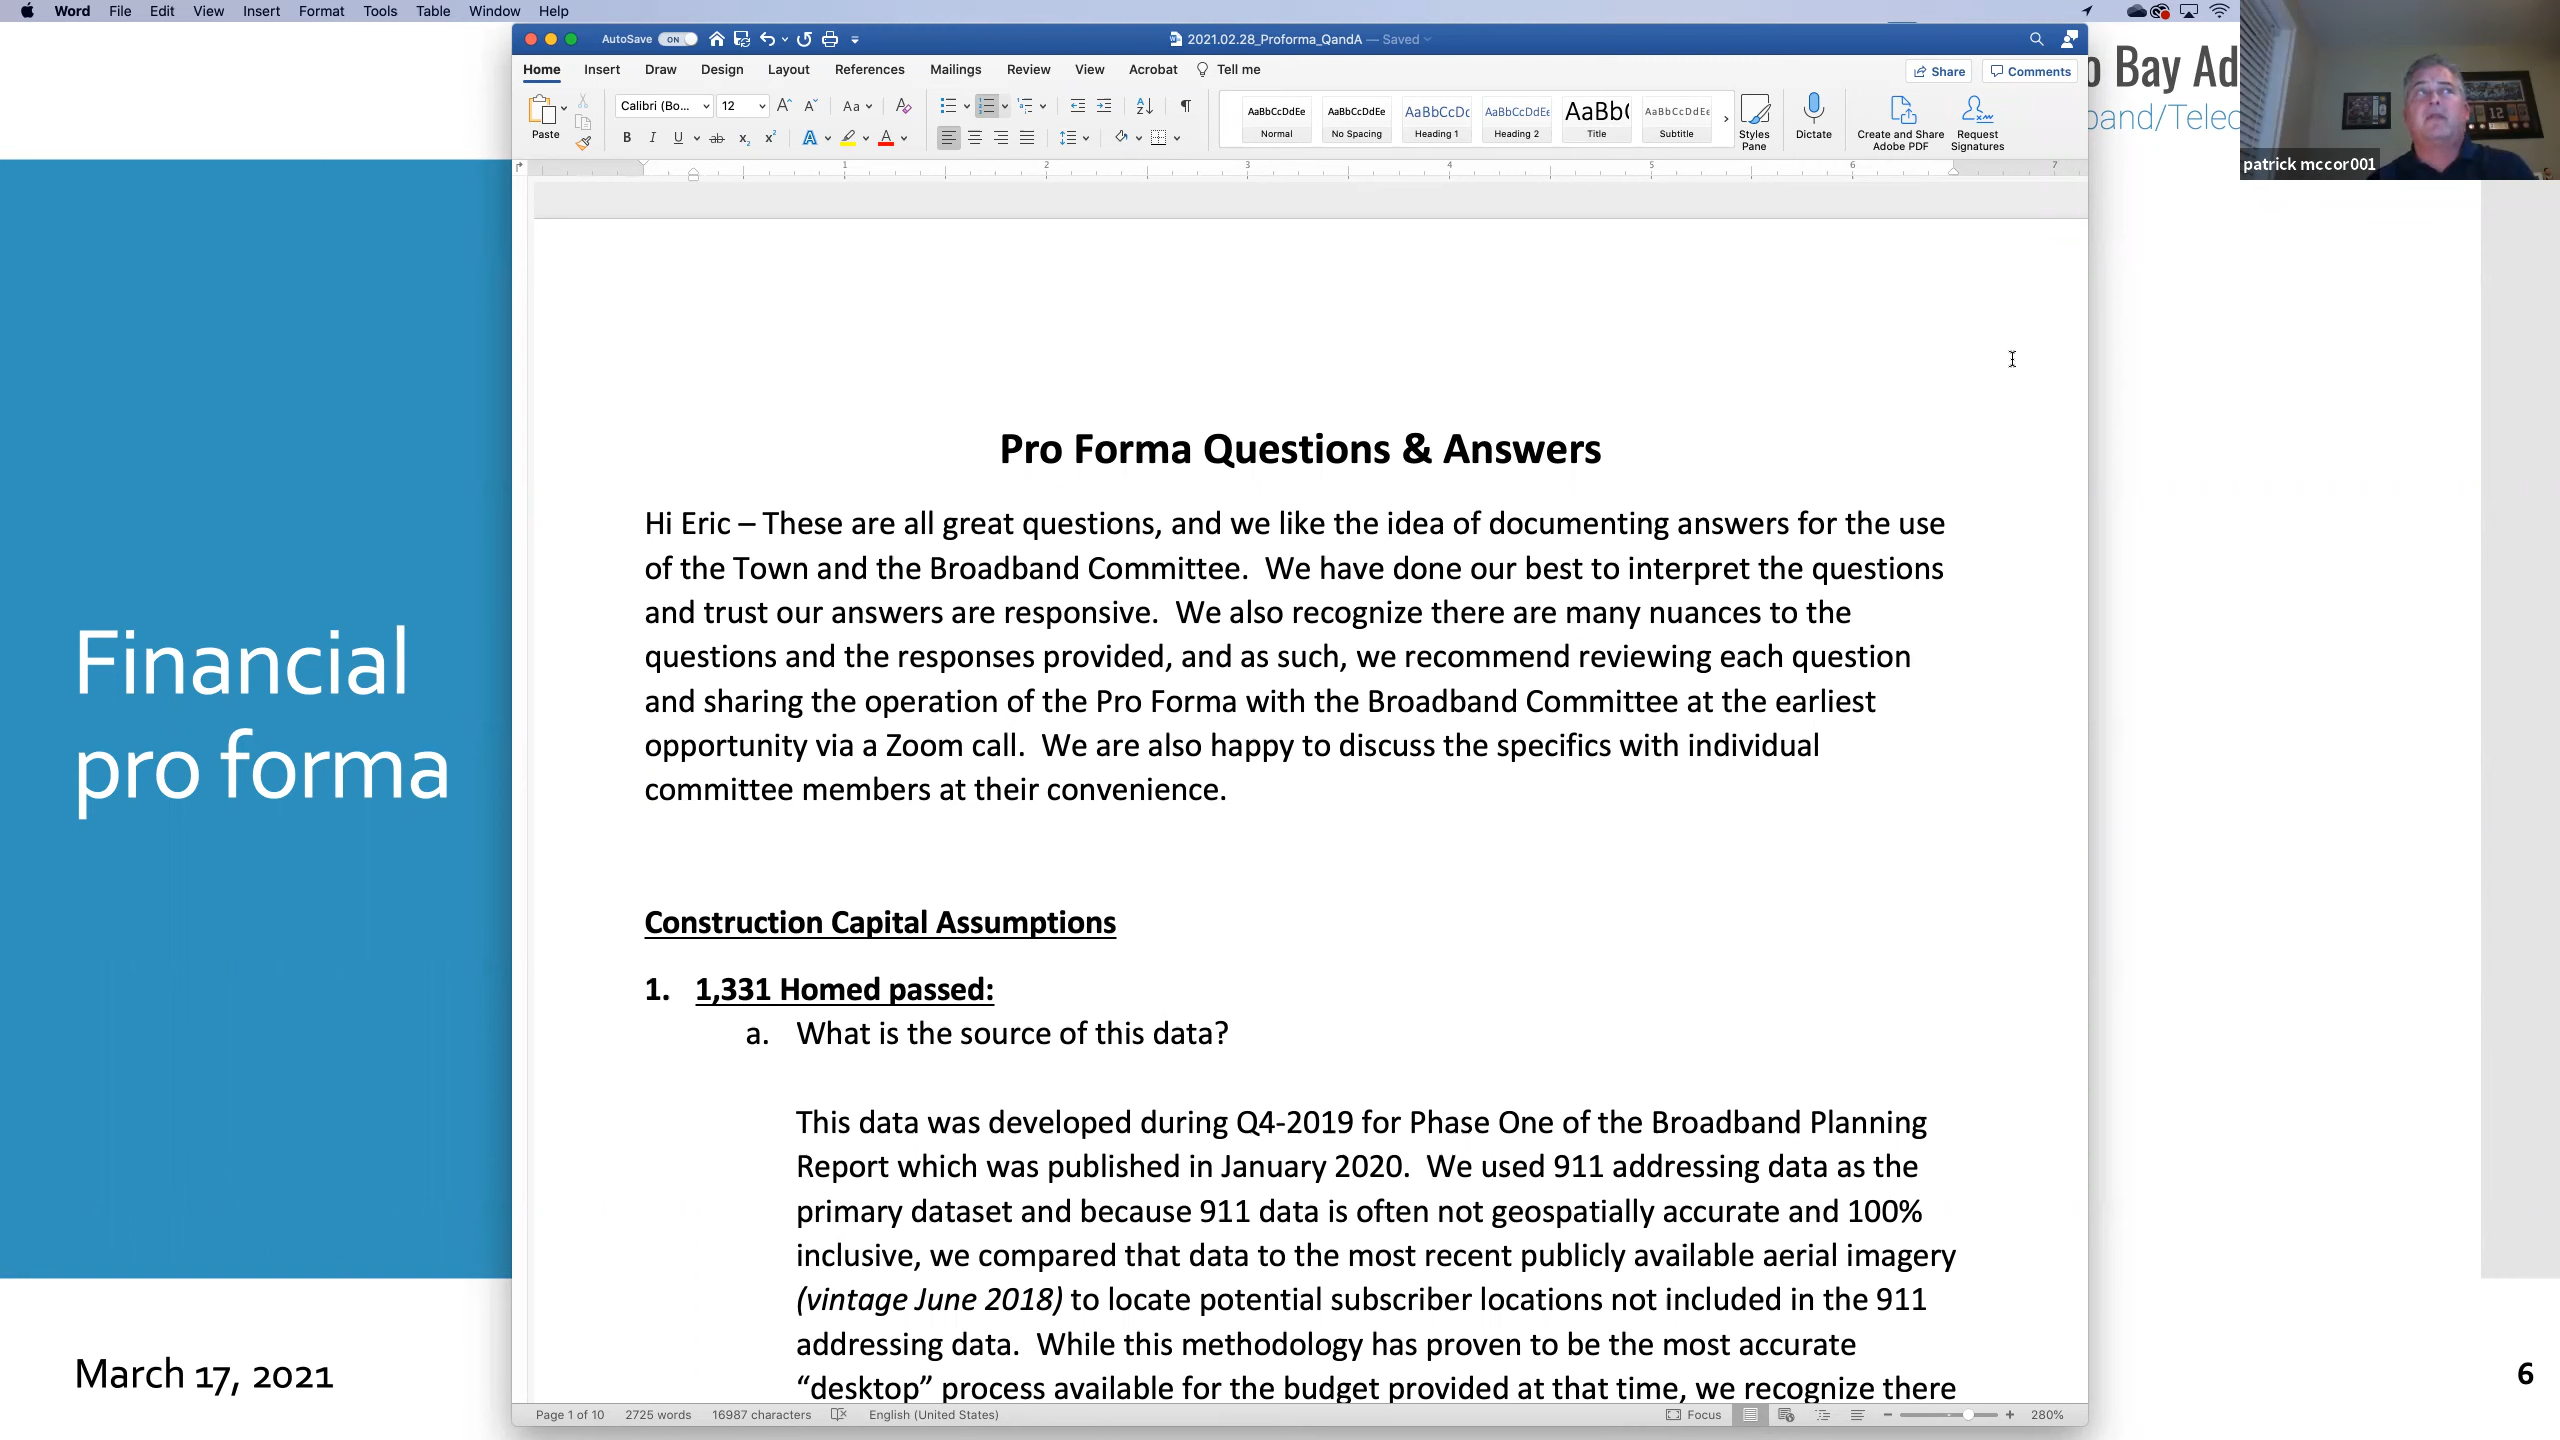 Word File Edit View Insert Format Tools Table Window Help
AutoSave ON 2021.02.28_Proforma_QandA — Saved
Home Insert Draw Design Layout References Mailings Review View Acrobat Tell me Share Comments
Paste
Calibri (Bo... 12
AaBbCcDdEe AaBbCcDdEe AaBbCcDc AaBbCcDdEe AaBb( AaBbCcDdEe
Normal No Spacing Heading 1 Heading 2 Title Subtitle
Styles Pane
Dictate
Create and Share Adobe PDF
Request Signatures
o Bay Ad
band/Telec
patrick mccor001
1 2 3 4 5 6 7
Financial
pro forma
Pro Forma Questions & Answers
Hi Eric – These are all great questions, and we like the idea of documenting answers for the use
of the Town and the Broadband Committee.  We have done our best to interpret the questions
and trust our answers are responsive.  We also recognize there are many nuances to the
questions and the responses provided, and as such, we recommend reviewing each question
and sharing the operation of the Pro Forma with the Broadband Committee at the earliest
opportunity via a Zoom call.  We are also happy to discuss the specifics with individual
committee members at their convenience.
Construction Capital Assumptions
1. 1,331 Homed passed:
a. What is the source of this data?
This data was developed during Q4-2019 for Phase One of the Broadband Planning
Report which was published in January 2020.  We used 911 addressing data as the
primary dataset and because 911 data is often not geospatially accurate and 100%
inclusive, we compared that data to the most recent publicly available aerial imagery
(vintage June 2018) to locate potential subscriber locations not included in the 911
addressing data.  While this methodology has proven to be the most accurate
“desktop” process available for the budget provided at that time, we recognize there
Page 1 of 10 2725 words 16987 characters English (United States) Focus 280%
March 17, 2021
6